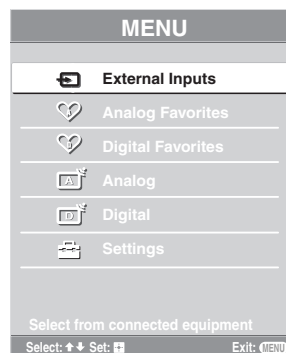 MENU
External Inputs
Analog Favorites
Digital Favorites
A Analog
D Digital
Settings
Select from connected equipment
Select: Set: Exit: MENU